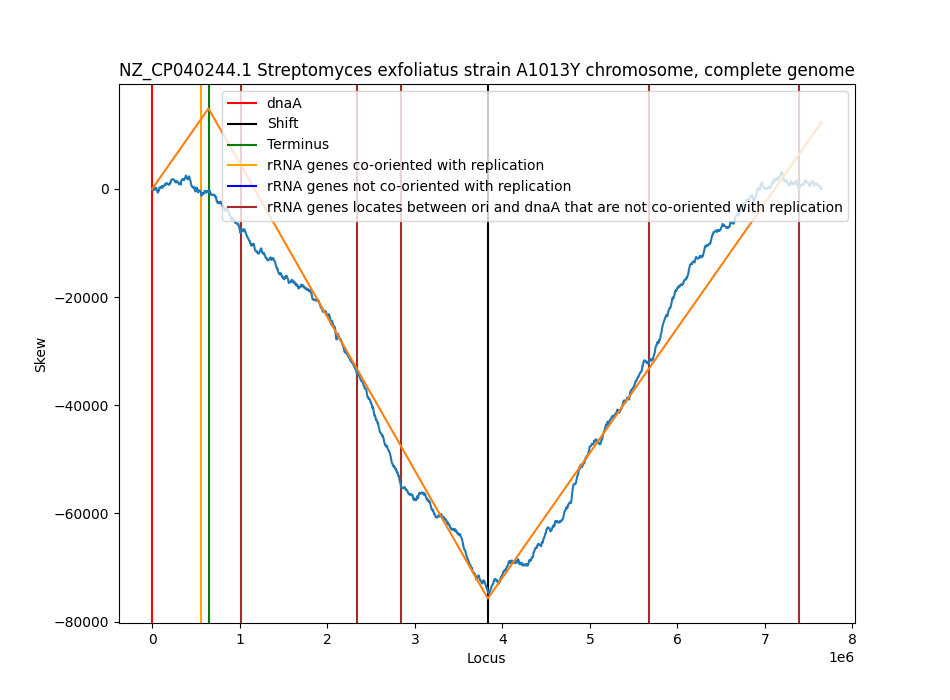 NZ_CP040244.1 Streptomyces exfoliatus strain A1013Y chromosome, complete genome
dnaA
Shift
Terminus
rRNA genes co-oriented with replication
rRNA genes not co-oriented with replication
rRNA genes locates between ori and dnaA that are not co-oriented with replication
0
−20000
−40000
−60000
−80000
Skew
0 1 2 3 4 5 6 7 8
1e6
Locus